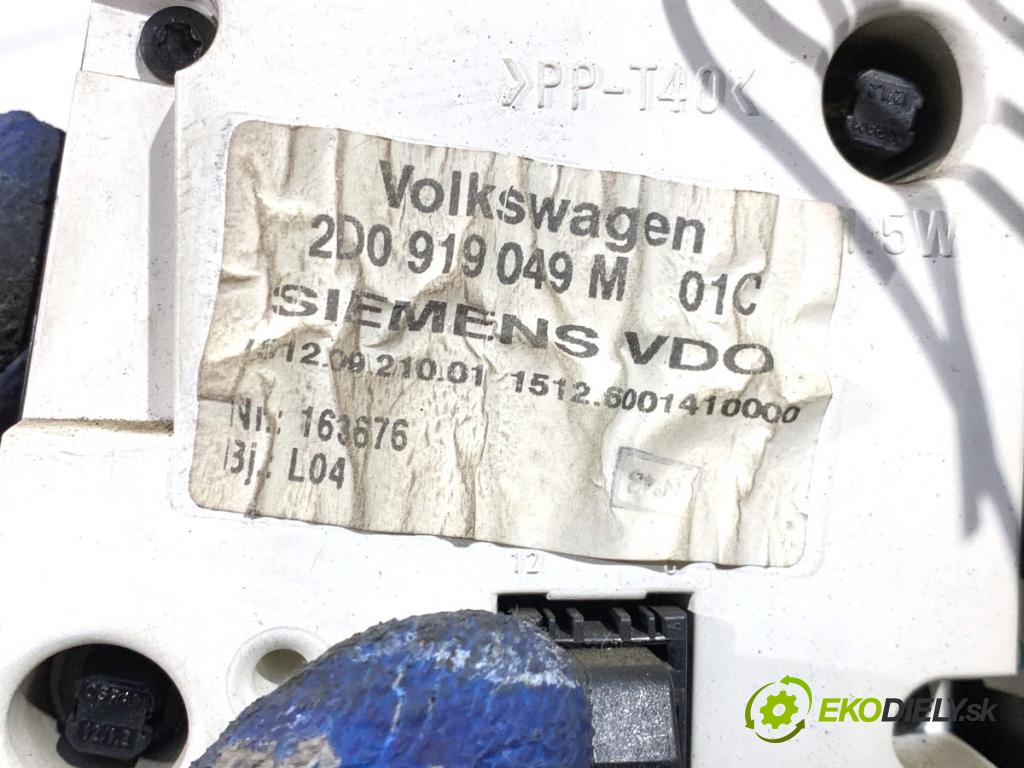 >PP-T40<
1.5W
Volkswagen
2D0 919 049 M 01C
SIEMENS VDO
1512.09.210.01 1512.6001410000
Nr.: 163676
Bj.: L04
12
EKODIELY.sk